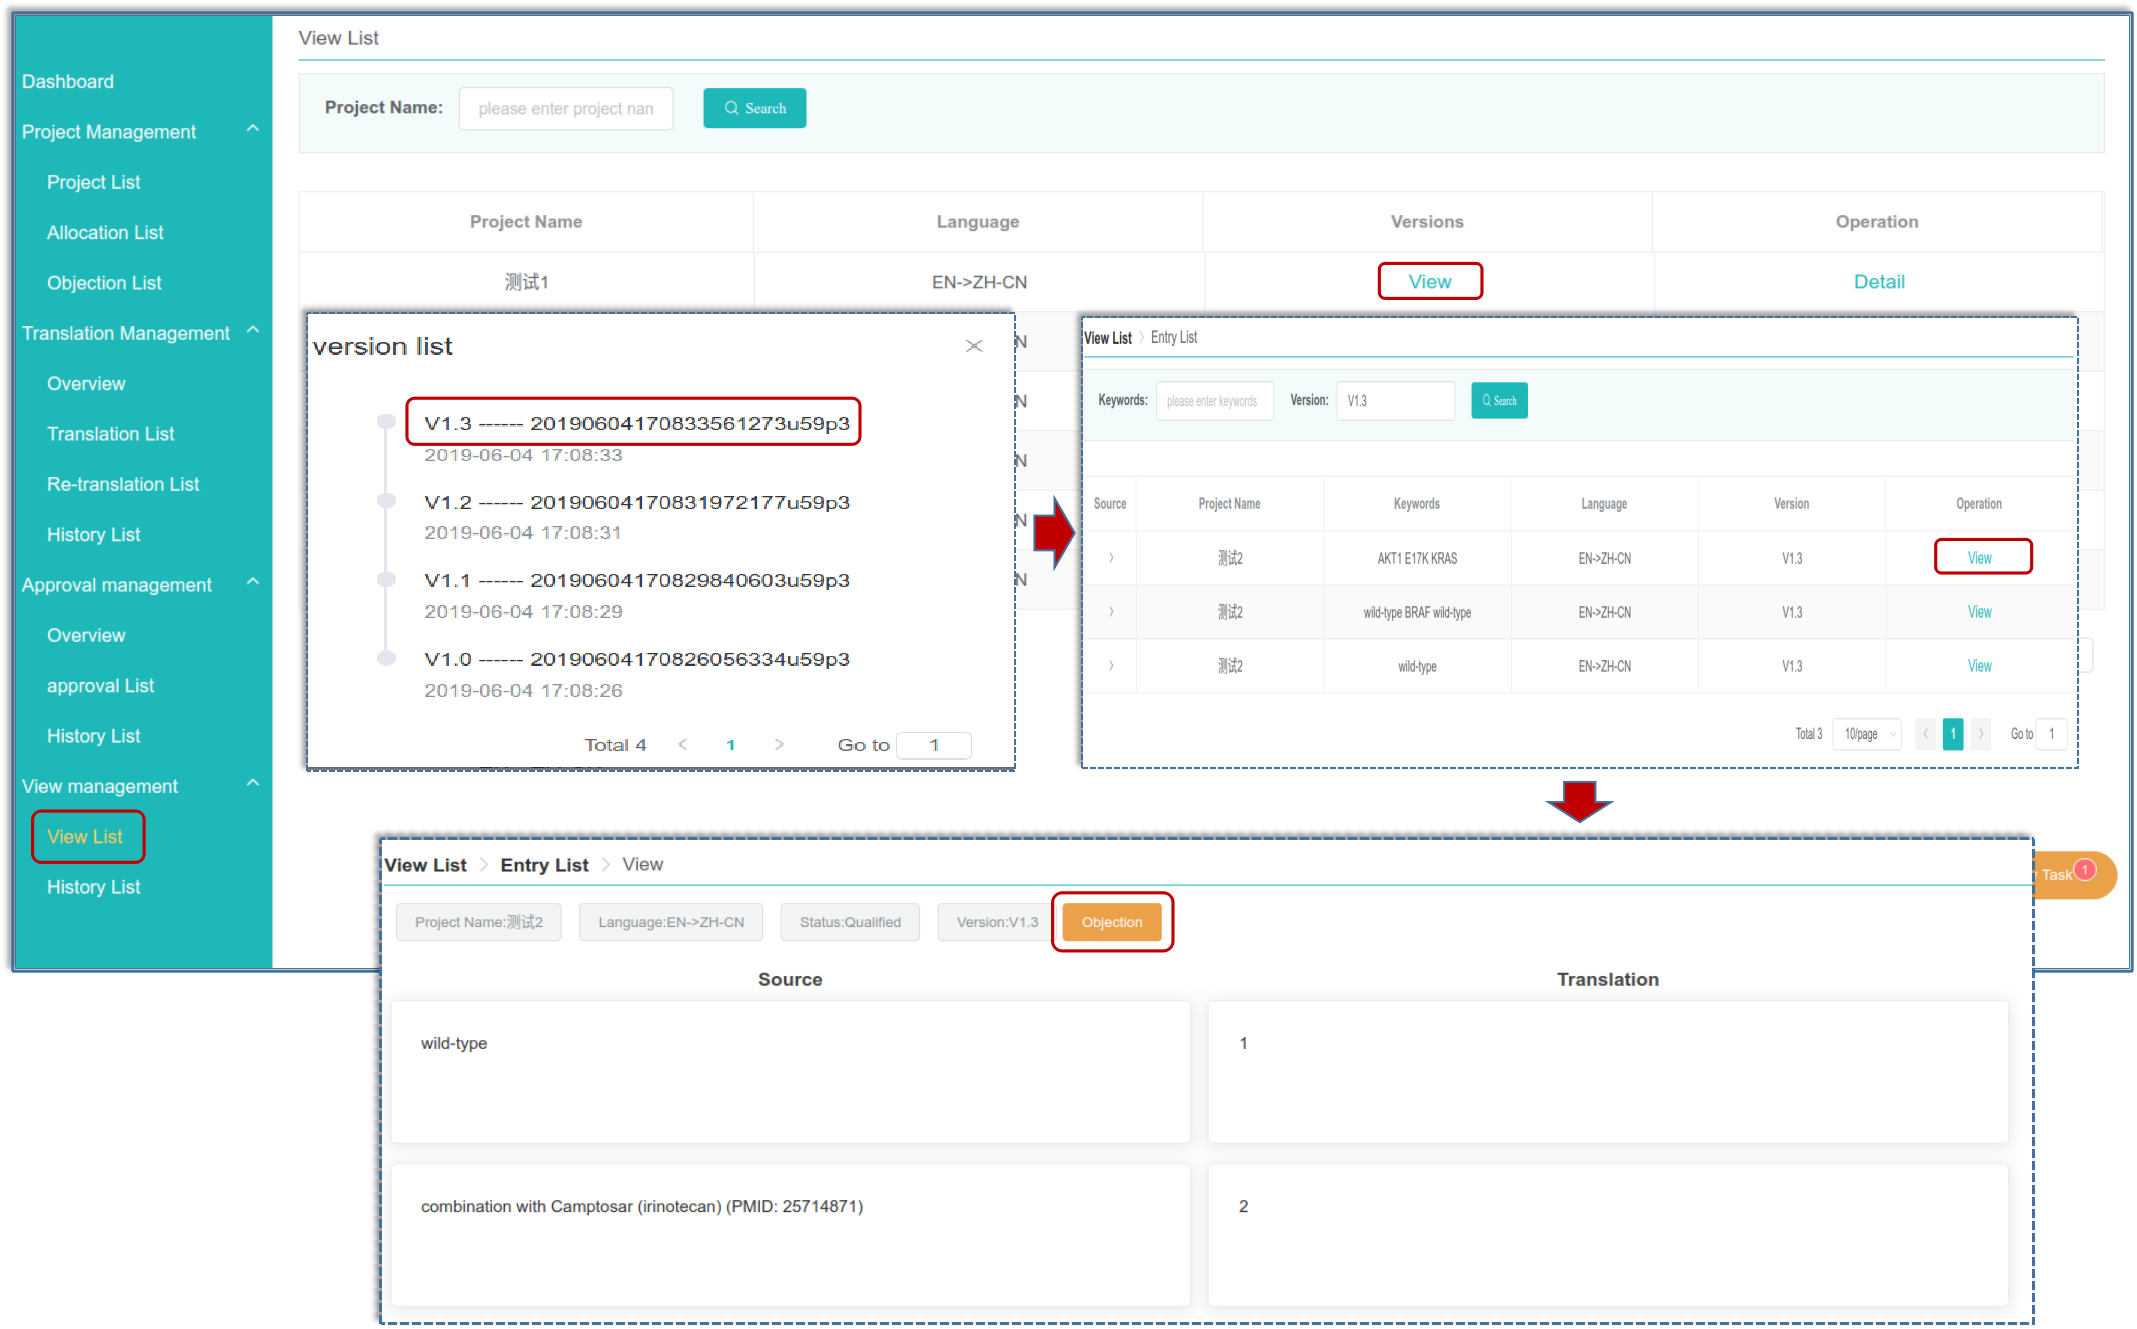 View List
Dashboard
Project Management
Project List
Allocation List
Objection List
Translation Management
Overview
Translation List
Re-translation List
History List
Approval management
Overview
approval List
History List
View management
View List
History List
Project Name: please enter project nam Search
Project Name Language Versions Operation
测试1 EN->ZH-CN View Detail
N
N
N
N
N
version list
V1.3 ------ 20190604170833561273u59p3
2019-06-04 17:08:33
V1.2 ------ 20190604170831972177u59p3
2019-06-04 17:08:31
V1.1 ------ 20190604170829840603u59p3
2019-06-04 17:08:29
V1.0 ------ 20190604170826056334u59p3
2019-06-04 17:08:26
Total 4 < 1 > Go to 1
View List > Entry List
Keywords: please enter keywords Version: V1.3 Search
Source Project Name Keywords Language Version Operation
> 测试2 AKT1 E17K KRAS EN->ZH-CN V1.3 View
> 测试2 wild-type BRAF wild-type EN->ZH-CN V1.3 View
> 测试2 wild-type EN->ZH-CN V1.3 View
Total 3 10/page < 1 > Go to 1
Task 1
View List > Entry List > View
Project Name:测试2 Language:EN->ZH-CN Status:Qualified Version:V1.3 Objection
Source Translation
wild-type 1
combination with Camptosar (irinotecan) (PMID: 25714871) 2